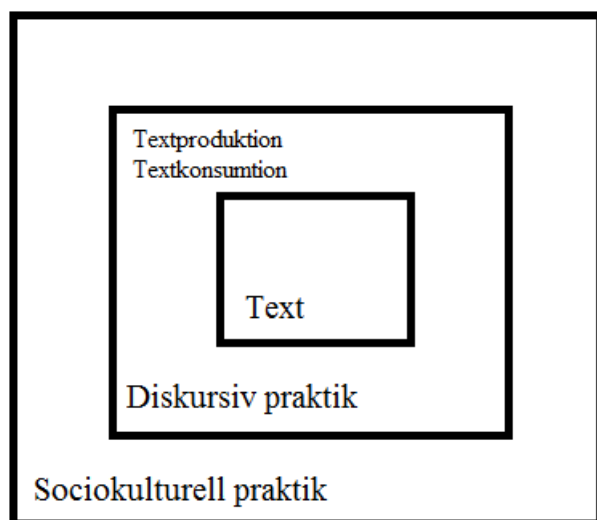 Textproduktion
Textkonsumtion
Text
Diskursiv praktik
Sociokulturell praktik